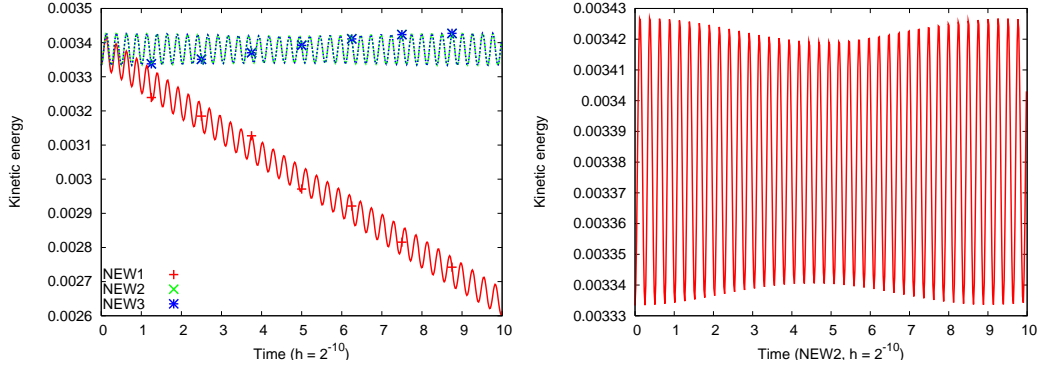 0.0035
0.0034
0.0033
0.0032
0.0031
0.003
0.0029
0.0028
0.0027
0.0026
Kinetic energy
NEW1
NEW2
NEW3
0 1 2 3 4 5 6 7 8 9 10
Time (h = 2^-10)
0.00343
0.00342
0.00341
0.0034
0.00339
0.00338
0.00337
0.00336
0.00335
0.00334
0.00333
Kinetic energy
0 1 2 3 4 5 6 7 8 9 10
Time (NEW2, h = 2^-10)